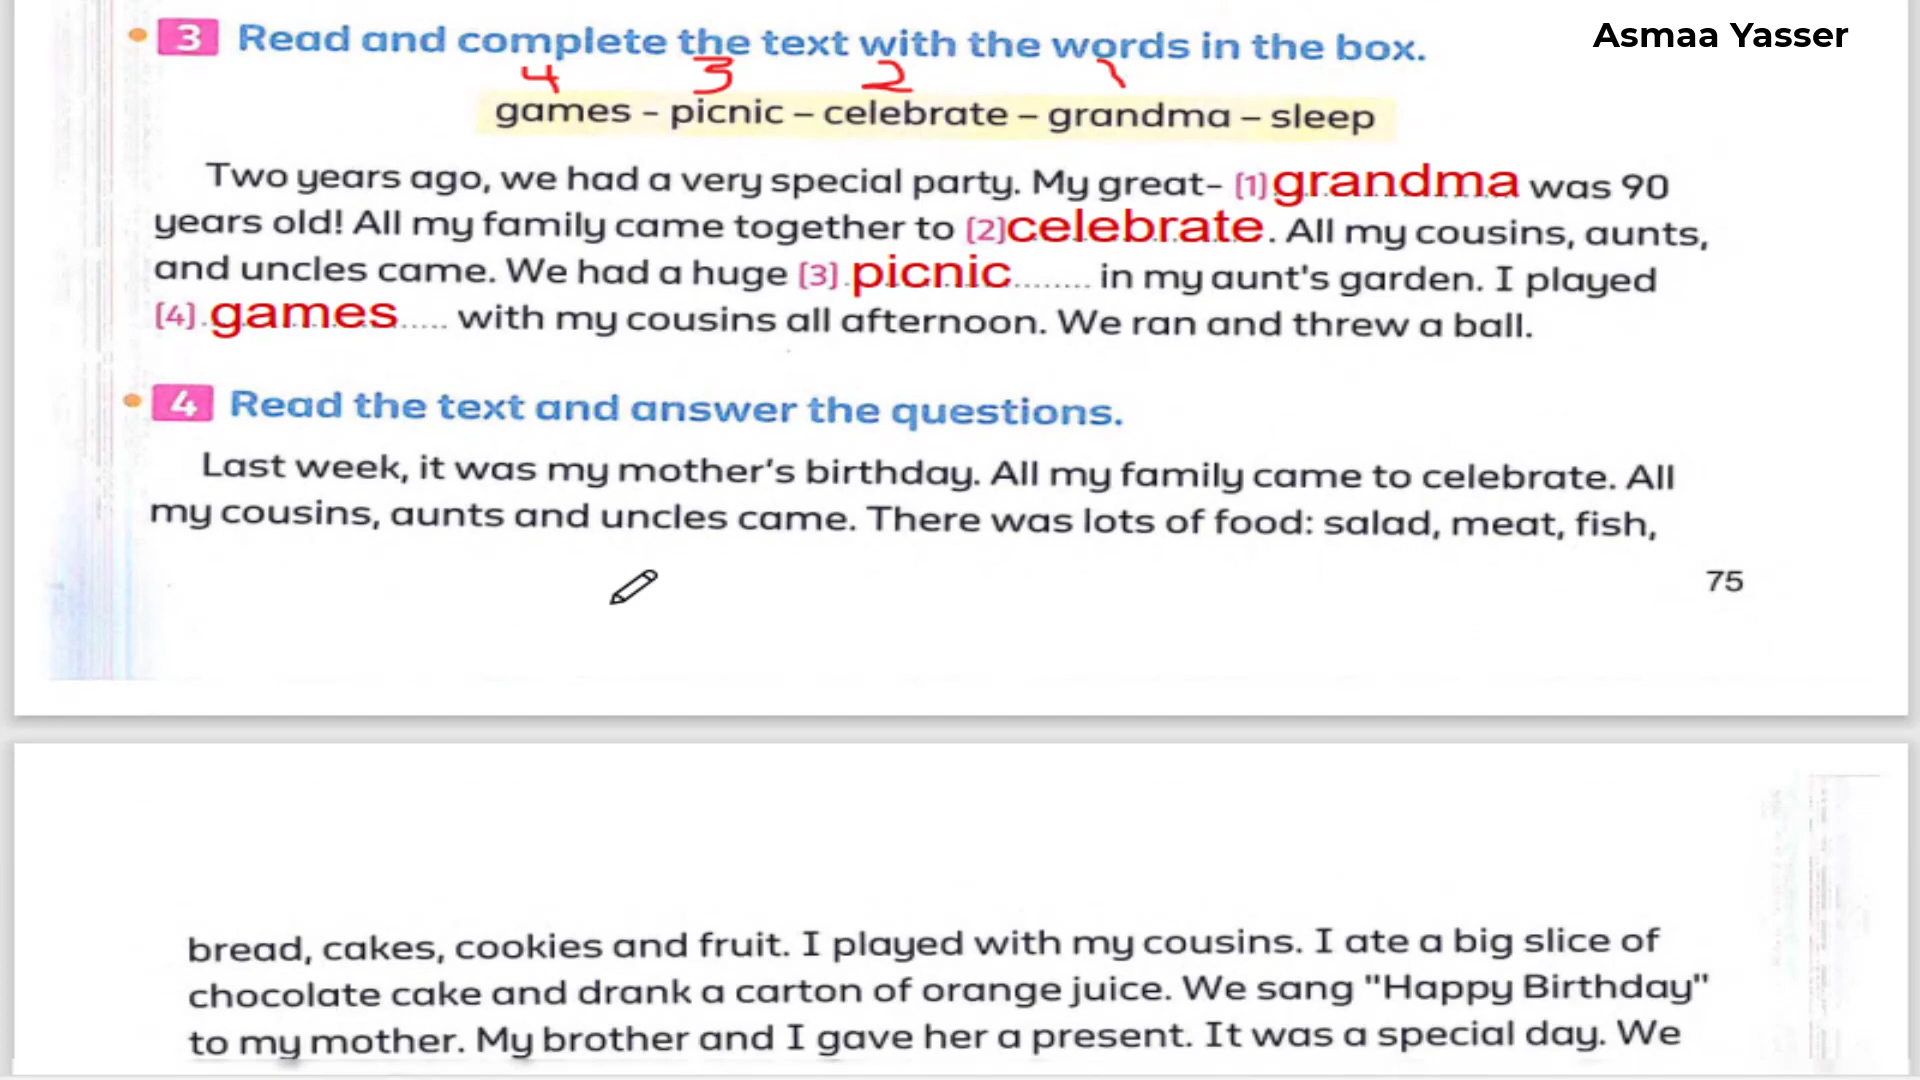 3 Read and complete the text with the words in the box.
Asmaa Yasser
4 3 2 1
games – picnic – celebrate – grandma – sleep
Two years ago, we had a very special party. My great- (1) grandma was 90
years old! All my family came together to (2) celebrate. All my cousins, aunts,
and uncles came. We had a huge (3) picnic ........ in my aunt's garden. I played
(4) games ..... with my cousins all afternoon. We ran and threw a ball.
4 Read the text and answer the questions.
Last week, it was my mother's birthday. All my family came to celebrate. All
my cousins, aunts and uncles came. There was lots of food: salad, meat, fish,
75
bread, cakes, cookies and fruit. I played with my cousins. I ate a big slice of
chocolate cake and drank a carton of orange juice. We sang "Happy Birthday"
to my mother. My brother and I gave her a present. It was a special day. We